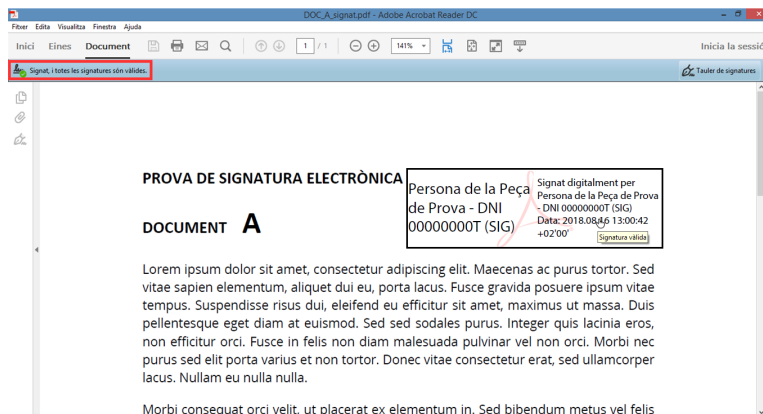 DOC_A_signat.pdf - Adobe Acrobat Reader DC
Fitxer Edita Visualitza Finestra Ajuda
Inici Eines Document 1 / 1 141% Inicia la sessió
Signat, i totes les signatures són vàlides.
Tauler de signatures
PROVA DE SIGNATURA ELECTRÒNICA
DOCUMENT A
Persona de la Peça
de Prova - DNI
00000000T (SIG)
Signat digitalment per
Persona de la Peça de Prova
- DNI 00000000T (SIG)
Data: 2018.08.16 13:00:42
+02'00'
Signatura vàlida
Lorem ipsum dolor sit amet, consectetur adipiscing elit. Maecenas ac purus tortor. Sed
vitae sapien elementum, aliquet dui eu, porta lacus. Fusce gravida posuere ipsum vitae
tempus. Suspendisse risus dui, eleifend eu efficitur sit amet, maximus ut massa. Duis
pellentesque eget diam at euismod. Sed sed sodales purus. Integer quis lacinia eros,
non efficitur orci. Fusce in felis non diam malesuada pulvinar vel non orci. Morbi nec
purus sed elit porta varius et non tortor. Donec vitae consectetur erat, sed ullamcorper
lacus. Nullam eu nulla nulla.
Morbi consequat orci velit, ut placerat ex elementum in. Sed bibendum metus vel felis